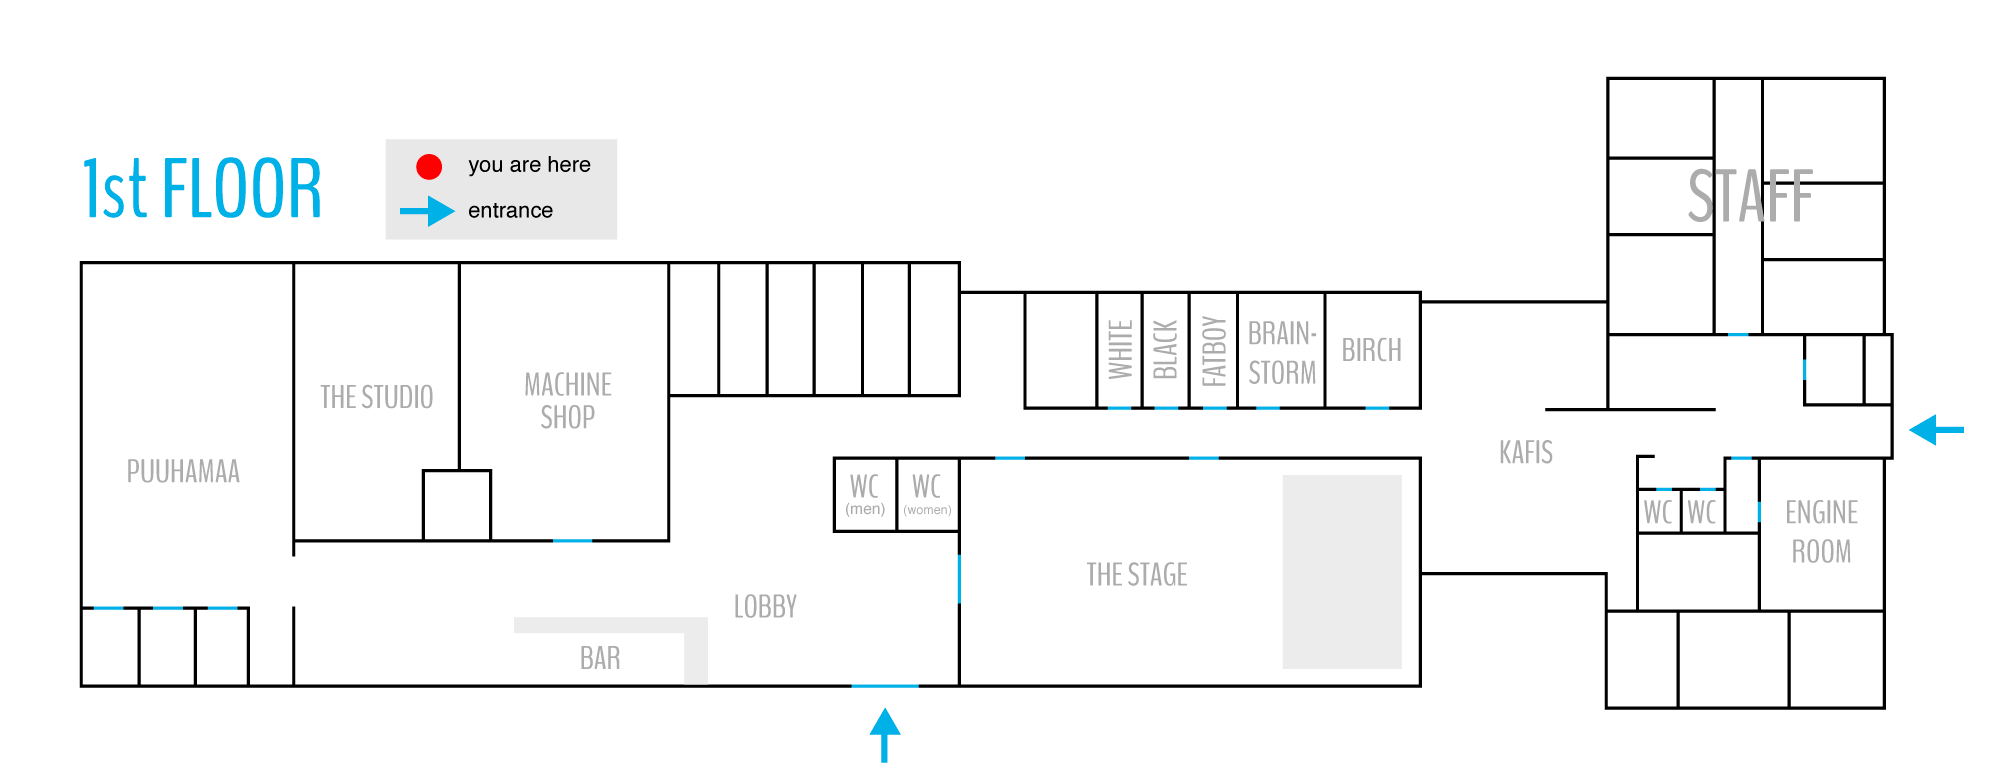 1st FLOOR
you are here
entrance
STAFF
PUUHAMAA
THE STUDIO
MACHINE
SHOP
WHITE
BLACK
FATBOY
BRAIN-
STORM
BIRCH
KAFIS
WC
(men)
WC
(women)
WC
WC
ENGINE
ROOM
THE STAGE
LOBBY
BAR